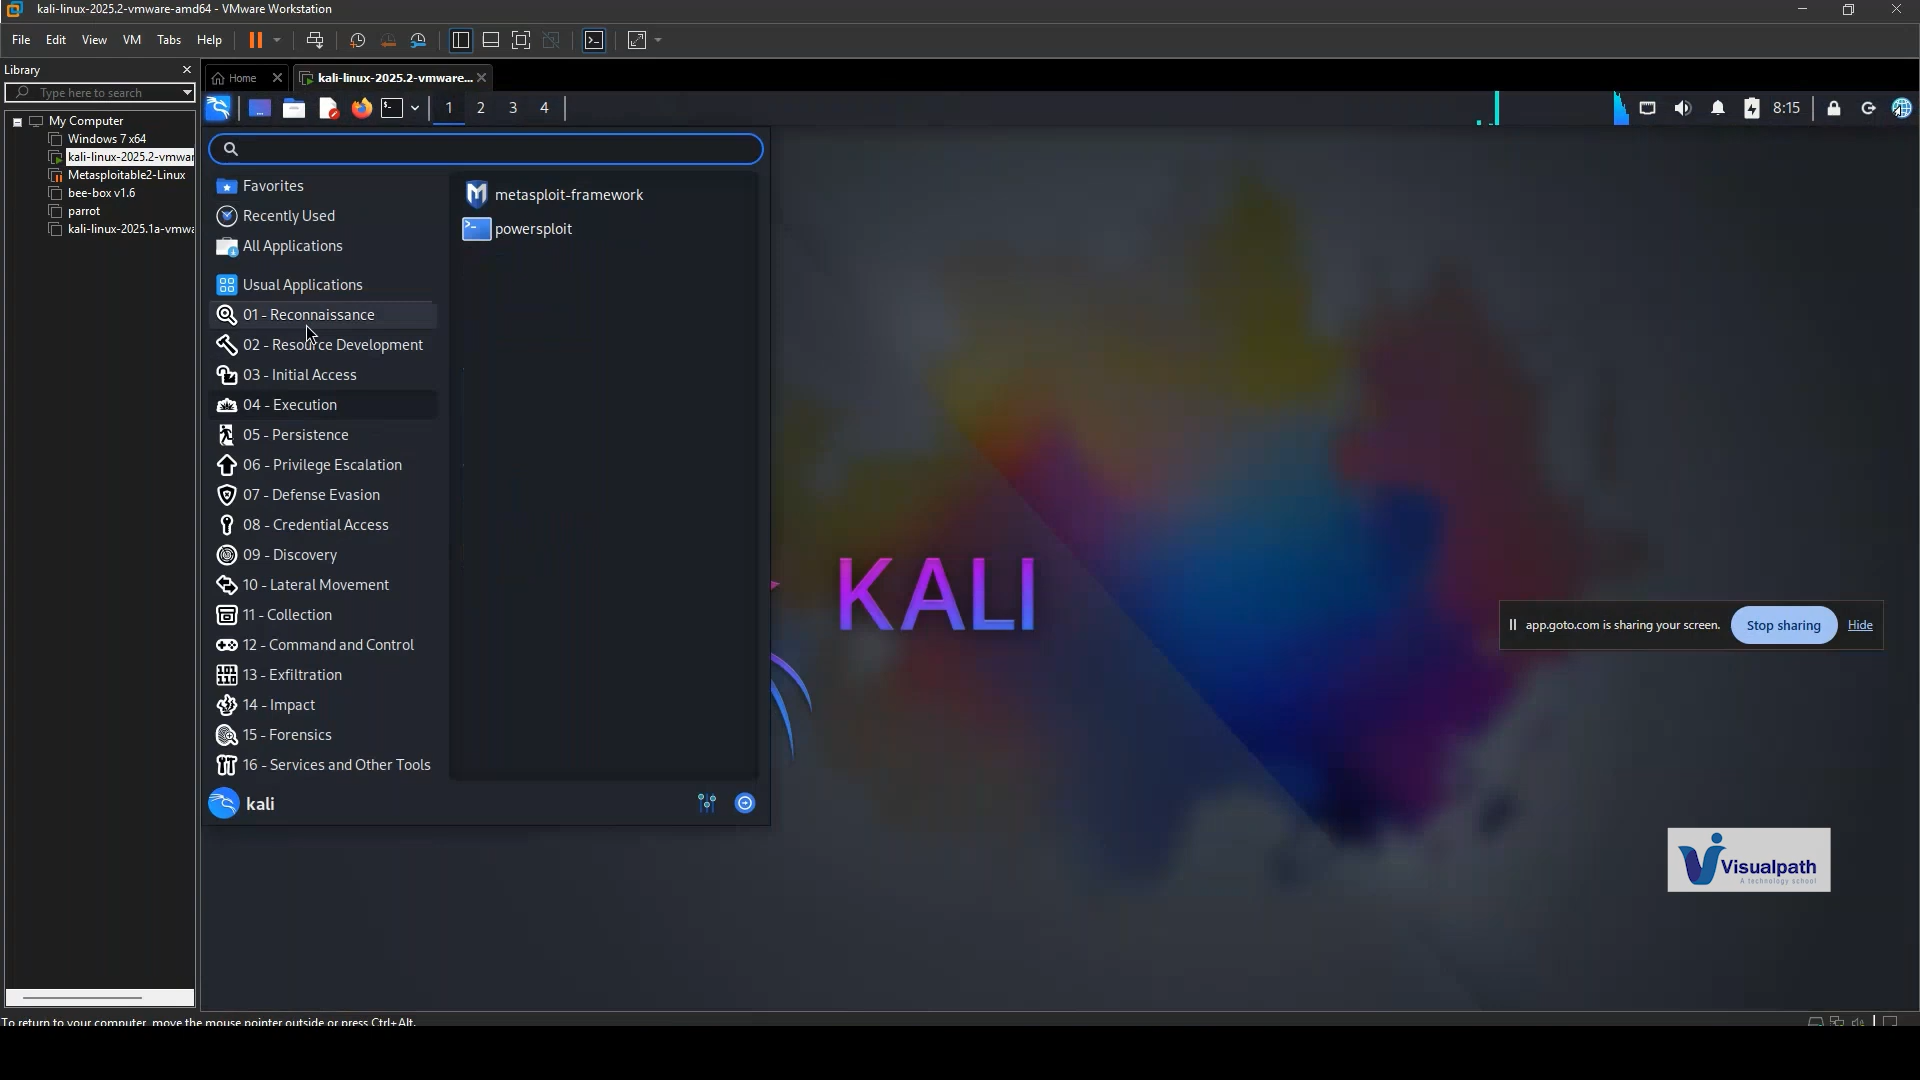 kali-linux-2025.2-vmware-amd64 - VMware Workstation
File Edit View VM Tabs Help
Library
Type here to search
Home
kali-linux-2025.2-vmware...
My Computer
Windows 7 x64
kali-linux-2025.2-vmwar
Metasploitable2-Linux
bee-box v1.6
parrot
kali-linux-2025.1a-vmwa
1 2 3 4
8:15
Favorites
Recently Used
All Applications
Usual Applications
01 - Reconnaissance
02 - Resource Development
03 - Initial Access
04 - Execution
05 - Persistence
06 - Privilege Escalation
07 - Defense Evasion
08 - Credential Access
09 - Discovery
10 - Lateral Movement
11 - Collection
12 - Command and Control
13 - Exfiltration
14 - Impact
15 - Forensics
16 - Services and Other Tools
metasploit-framework
powersploit
kali
KALI
app.goto.com is sharing your screen.
Stop sharing
Hide
Visualpath
A technology school
To return to your computer, move the mouse pointer outside or press Ctrl+Alt.